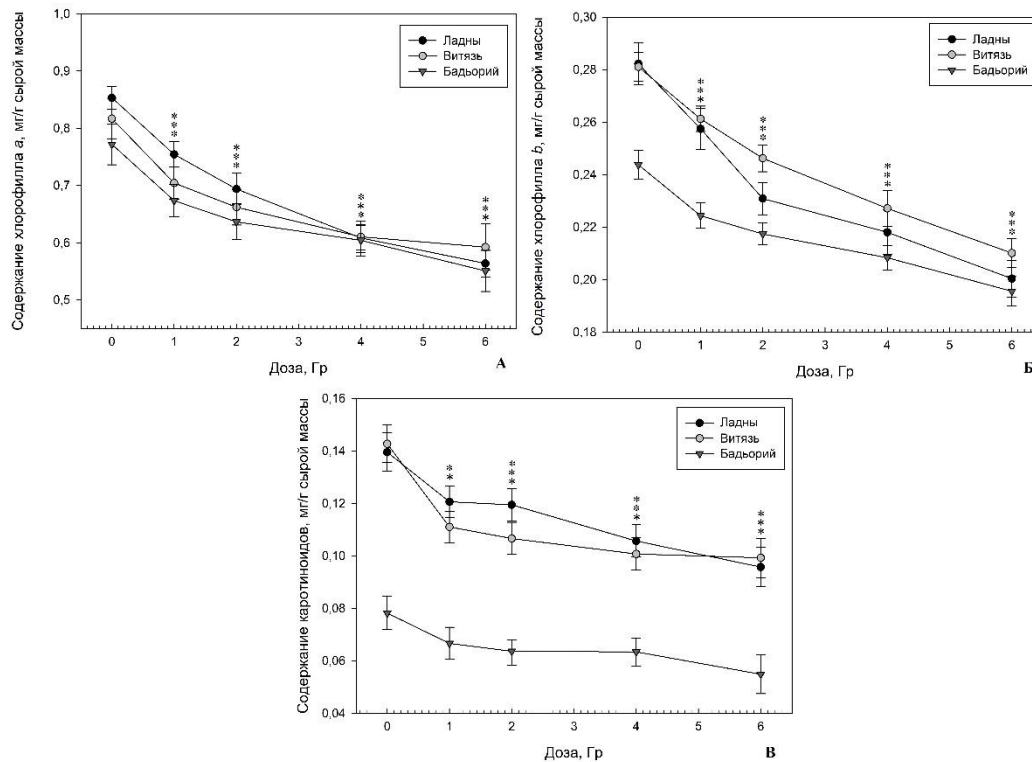 Содержание хлорофилла a, мг/г сырой массы
1,0
0,9
0,8
0,7
0,6
0,5
Ладны
Витязь
Бадьорий
***
***
***
***
0 1 2 3 4 5 6
Доза, Гр
А
Содержание хлорофилла b, мг/г сырой массы
0,30
0,28
0,26
0,24
0,22
0,20
0,18
Ладны
Витязь
Бадьорий
***
***
***
***
0 1 2 3 4 5 6
Доза, Гр
Б
Содержание каротиноидов, мг/г сырой массы
0,16
0,14
0,12
0,10
0,08
0,06
0,04
Ладны
Витязь
Бадьорий
**
***
***
***
0 1 2 3 4 5 6
Доза, Гр
В